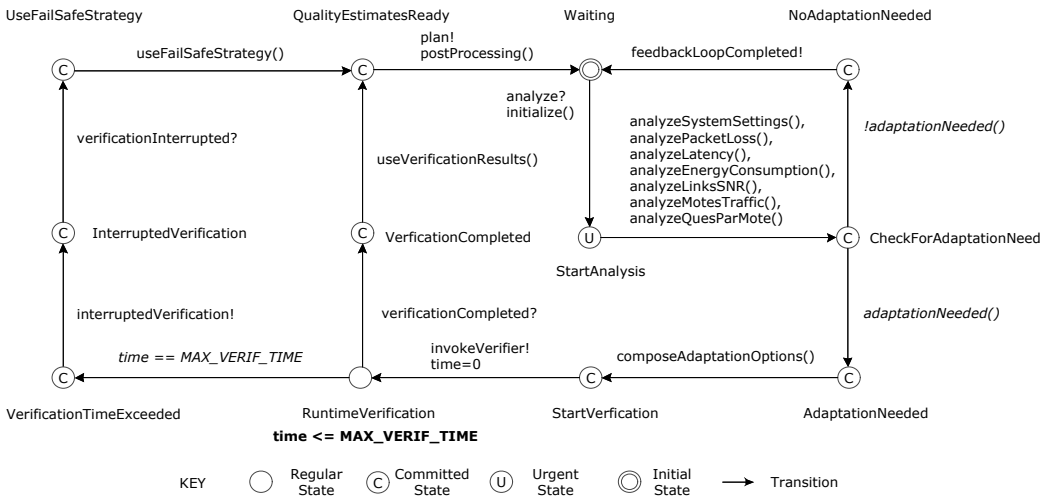 UseFailSafeStrategy
QualityEstimatesReady
Waiting
NoAdaptationNeeded
useFailSafeStrategy()
plan!
postProcessing()
feedbackLoopCompleted!
C
C
C
verificationInterrupted?
useVerificationResults()
analyze?
initialize()
analyzeSystemSettings(),
analyzePacketLoss(),
analyzeLatency(),
analyzeEnergyConsumption(),
analyzeLinksSNR(),
analyzeMotesTraffic(),
analyzeQuesParMote()
!adaptationNeeded()
C
InterruptedVerification
C
VerficationCompleted
U
StartAnalysis
C
CheckForAdaptationNeed
interruptedVerification!
verificationCompleted?
adaptationNeeded()
time == MAX_VERIF_TIME
invokeVerifier!
time=0
composeAdaptationOptions()
C
C
C
VerificationTimeExceeded
RuntimeVerification
StartVerfication
AdaptationNeeded
time <= MAX_VERIF_TIME
KEY
Regular
State
C
Committed
State
U
Urgent
State
Initial
State
Transition